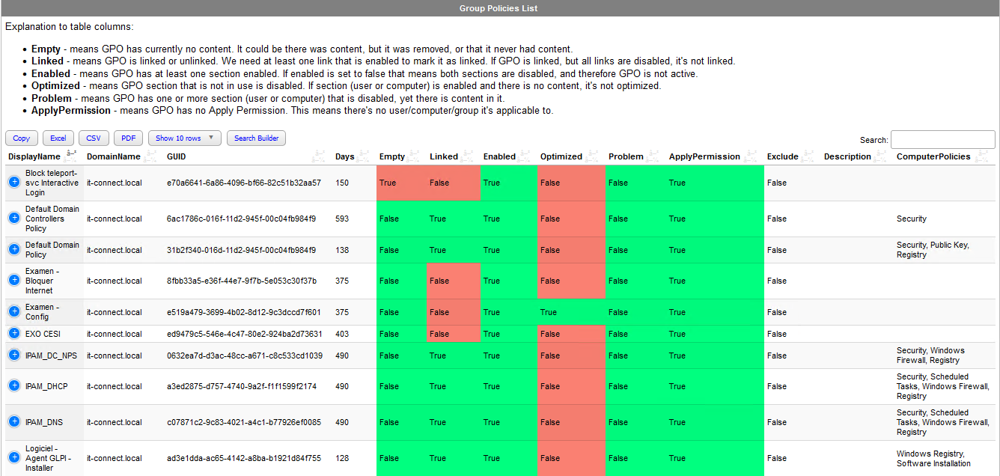 Group Policies List
Explanation to table columns:
• Empty - means GPO has currently no content. It could be there was content, but it was removed, or that it never had content.
• Linked - means GPO is linked or unlinked. We need at least one link that is enabled to mark it as linked. If GPO is linked, but all links are disabled, it's not linked.
• Enabled - means GPO has at least one section enabled. If enabled is set to false that means both sections are disabled, and therefore GPO is not active.
• Optimized - means GPO section that is not in use is disabled. If section (user or computer) is enabled and there is no content, it's not optimized.
• Problem - means GPO has one or more section (user or computer) that is disabled, yet there is content in it.
• ApplyPermission - means GPO has no Apply Permission. This means there's no user/computer/group it's applicable to.
Copy Excel CSV PDF Show 10 rows ▼ Search Builder Search:
DisplayName DomainName GUID Days Empty Linked Enabled Optimized Problem ApplyPermission Exclude Description ComputerPolicies
Block teleport-
svc Interactive it-connect.local e70a6641-6a86-4096-bf66-82c51b32aa57 150 True False True False False True False
Login
Default Domain
Controllers it-connect.local 6ac1786c-016f-11d2-945f-00c04fb984f9 593 False True True False False True False Security
Policy
Default Domain
Policy it-connect.local 31b2f340-016d-11d2-945f-00c04fb984f9 138 False True True False False True False Security, Public Key,
Registry
Examen -
Bloquer it-connect.local 8fbb33a5-e36f-44e7-9f7b-5e053c30f37b 375 False False True False False True False
Internet
Examen -
Config it-connect.local e519a479-3699-4b02-8d12-9c3dccd7f601 375 False False True True False True False
EXO CESI it-connect.local ed9479c5-546e-4c47-80e2-924ba2d73631 403 False False True False False True False
IPAM_DC_NPS it-connect.local 0632ea7d-d3ac-48cc-a671-c8c533cd1039 490 False True True False False True False Security, Windows
Firewall, Registry
IPAM_DHCP it-connect.local a3ed2875-d757-4740-9a2f-f1f1599f2174 490 False True True False False True False Security, Scheduled
Tasks, Windows Firewall,
Registry
IPAM_DNS it-connect.local c07871c2-9c83-4021-a4c1-b77926ef0085 490 False True True False False True False Security, Scheduled
Tasks, Windows Firewall,
Registry
Logiciel -
Agent GLPI - it-connect.local ad3e1dda-ac65-4142-a8ba-b1921d84f755 128 False True True False False True False Windows Registry,
Installer Software Installation